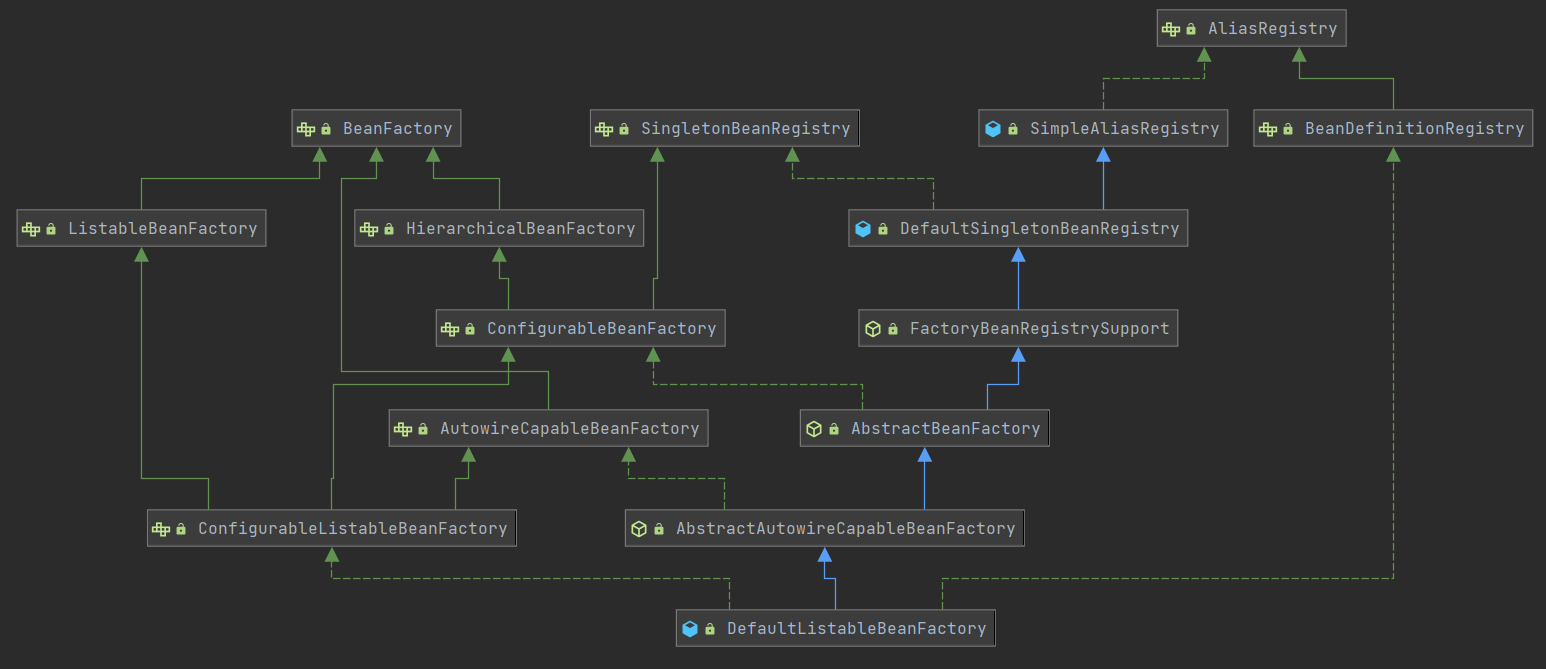 AliasRegistry
BeanFactory
SingletonBeanRegistry
SimpleAliasRegistry
BeanDefinitionRegistry
ListableBeanFactory
HierarchicalBeanFactory
DefaultSingletonBeanRegistry
ConfigurableBeanFactory
FactoryBeanRegistrySupport
AutowireCapableBeanFactory
AbstractBeanFactory
ConfigurableListableBeanFactory
AbstractAutowireCapableBeanFactory
DefaultListableBeanFactory